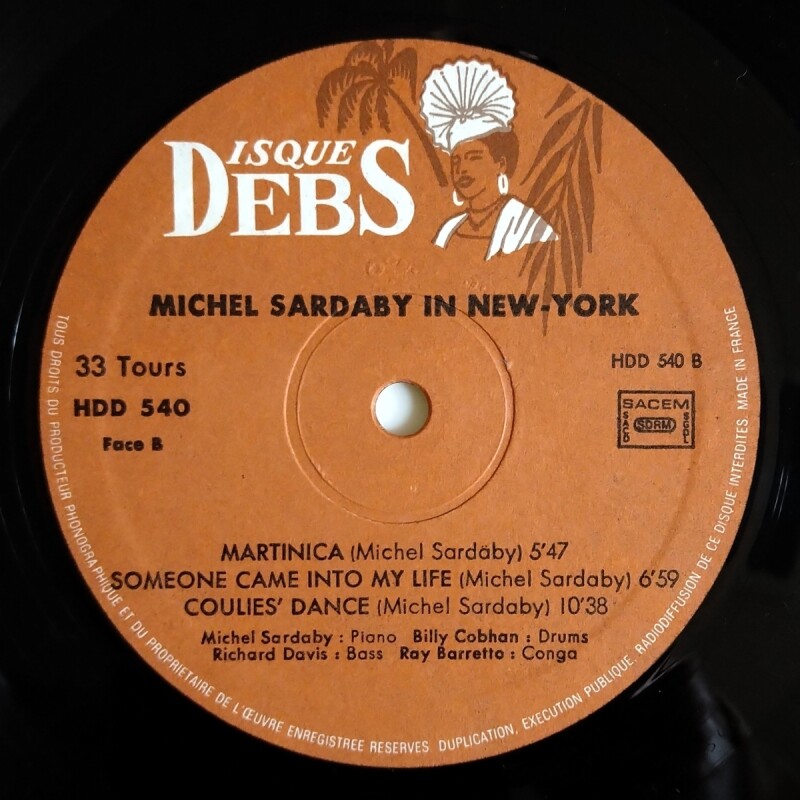 DISQUE
DEBS
MICHEL SARDABY IN NEW-YORK
33 Tours
HDD 540
Face B
HDD 540 B
SACEM
SACD
SDRM
SGDL
MARTINICA (Michel Sardaby) 5'47
SOMEONE CAME INTO MY LIFE (Michel Sardaby) 6'59
COULIES' DANCE (Michel Sardaby) 10'38
Michel Sardaby : Piano Billy Cobhan : Drums
Richard Davis : Bass Ray Barretto : Conga
TOUS DROITS DU PRODUCTEUR PHONOGRAPHIQUE ET DU PROPRIETAIRE DE L'ŒUVRE ENREGISTREE RESERVES DUPLICATION, EXECUTION PUBLIQUE, RADIODIFFUSION DE CE DISQUE INTERDITES. MADE IN FRANCE